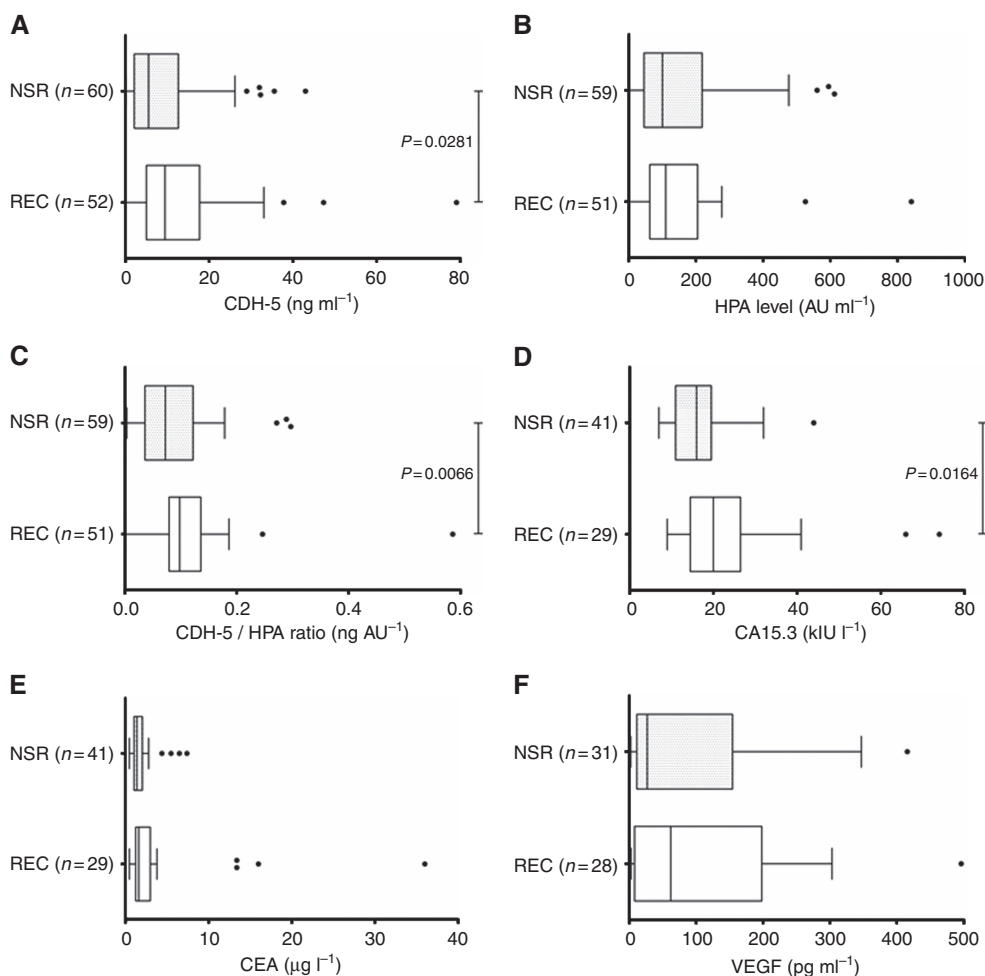 A
NSR (n=60)
REC (n=52)
P=0.0281
0 20 40 60 80
CDH-5 (ng ml⁻¹)
B
NSR (n=59)
REC (n=51)
0 200 400 600 800 1000
HPA level (AU ml⁻¹)
C
NSR (n=59)
REC (n=51)
P=0.0066
0.0 0.2 0.4 0.6
CDH-5 / HPA ratio (ng AU⁻¹)
D
NSR (n=41)
REC (n=29)
P=0.0164
0 20 40 60 80
CA15.3 (kIU l⁻¹)
E
NSR (n=41)
REC (n=29)
0 10 20 30 40
CEA (μg l⁻¹)
F
NSR (n=31)
REC (n=28)
0 100 200 300 400 500
VEGF (pg ml⁻¹)